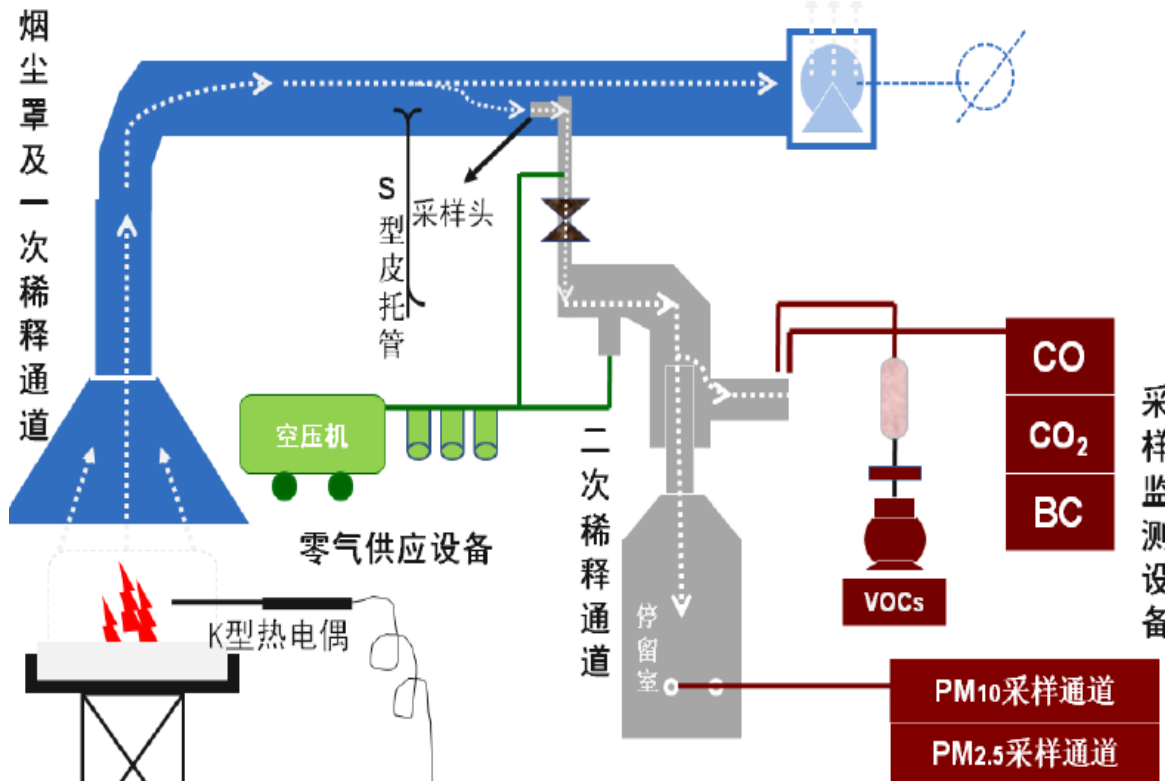 烟尘罩及一次稀释通道
S型皮托管
采样头
空压机
零气供应设备
K型热电偶
二次稀释通道
停留室
CO
CO₂
BC
VOCs
采样监测设备
PM10采样通道
PM2.5采样通道